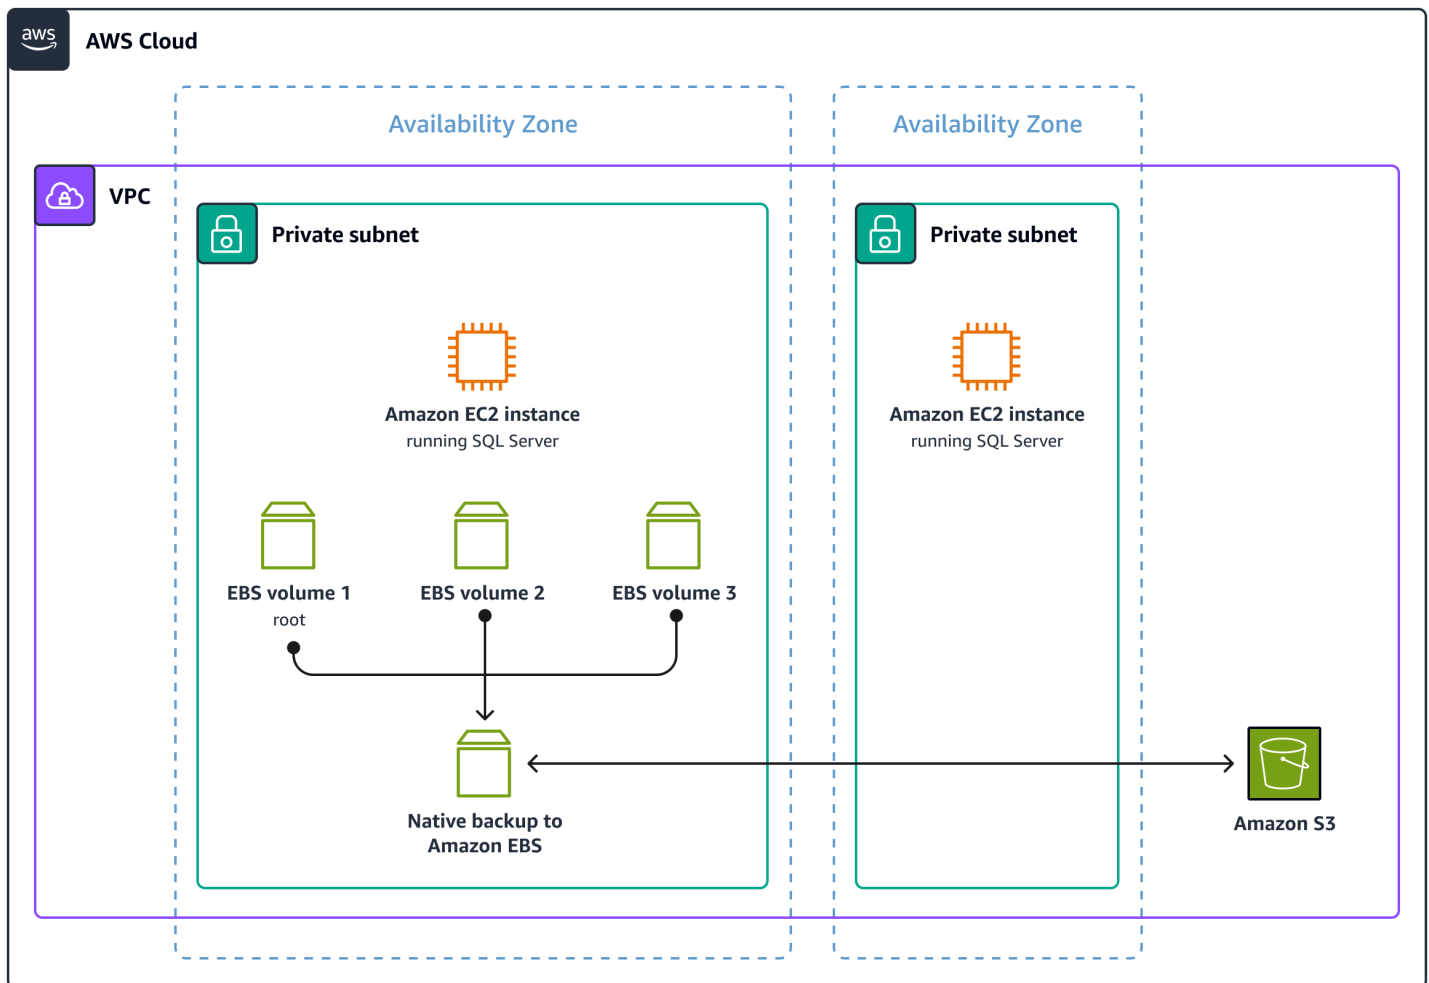 aws
AWS Cloud
Availability Zone
Availability Zone
VPC
Private subnet
Private subnet
Amazon EC2 instance
running SQL Server
Amazon EC2 instance
running SQL Server
EBS volume 1
root
EBS volume 2
EBS volume 3
Native backup to
Amazon EBS
Amazon S3